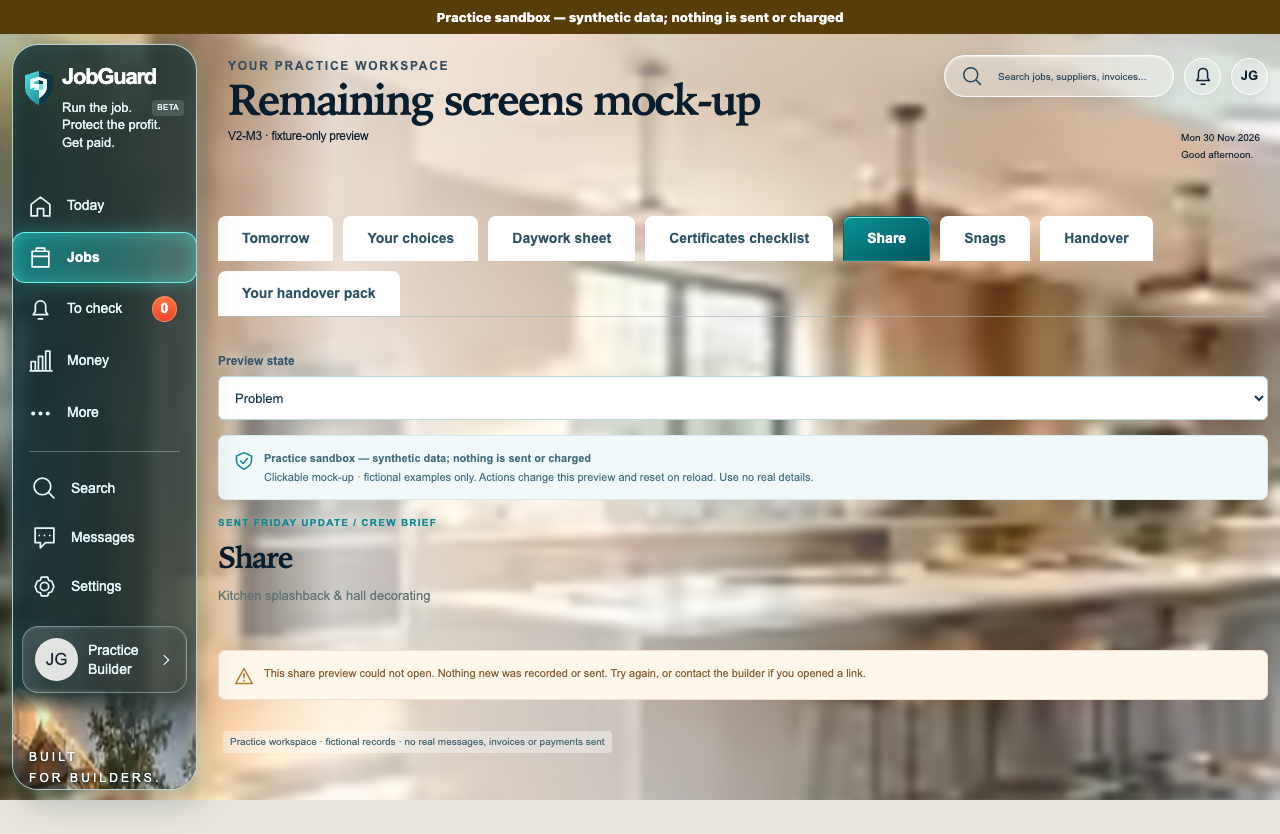 Practice sandbox — synthetic data; nothing is sent or charged
JobGuard
Run the job.
BETA
Protect the profit.
Get paid.
Today
Jobs
To check
0
Money
More
Search
Messages
Settings
JG
Practice
Builder
BUILT
FOR BUILDERS.
YOUR PRACTICE WORKSPACE
Remaining screens mock-up
V2-M3 · fixture-only preview
Search jobs, suppliers, invoices...
JG
Mon 30 Nov 2026
Good afternoon.
Tomorrow
Your choices
Daywork sheet
Certificates checklist
Share
Snags
Handover
Your handover pack
Preview state
Problem
Practice sandbox — synthetic data; nothing is sent or charged
Clickable mock-up · fictional examples only. Actions change this preview and reset on reload. Use no real details.
SENT FRIDAY UPDATE / CREW BRIEF
Share
Kitchen splashback & hall decorating
This share preview could not open. Nothing new was recorded or sent. Try again, or contact the builder if you opened a link.
Practice workspace · fictional records · no real messages, invoices or payments sent